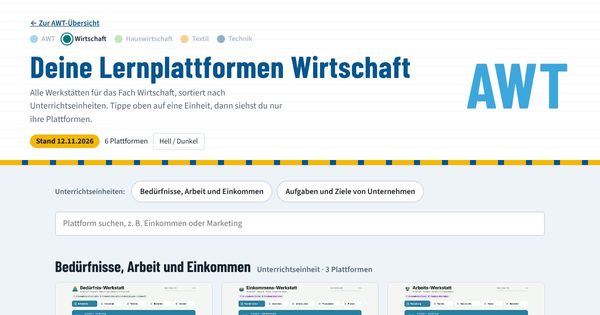 ← Zur AWT-Übersicht
AWT Wirtschaft Hauswirtschaft Textil Technik
Deine Lernplattformen Wirtschaft
AWT
Alle Werkstätten für das Fach Wirtschaft, sortiert nach
Unterrichtseinheiten. Tippe oben auf eine Einheit, dann siehst du nur
ihre Plattformen.
Stand 12.11.2026 6 Plattformen Hell / Dunkel
Unterrichtseinheiten: Bedürfnisse, Arbeit und Einkommen Aufgaben und Ziele von Unternehmen
Plattform suchen, z. B. Einkommen oder Marketing
Bedürfnisse, Arbeit und Einkommen Unterrichtseinheit · 3 Plattformen
Bedürfnis-Werkstatt Einkommens-Werkstatt Arbeits-Werkstatt